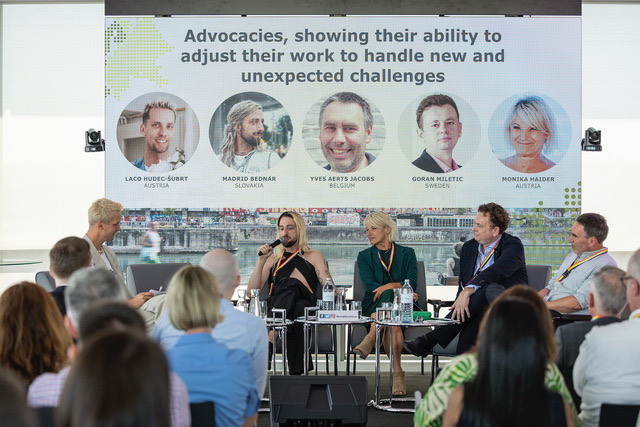 Advocacies, showing their ability to
adjust their work to handle new and
unexpected challenges
LACO HUDEC-ŠUBRT
AUSTRIA
MADRID BEDNÁR
SLOVAKIA
YVES AERTS JACOBS
BELGIUM
GORAN MILETIC
SWEDEN
MONIKA HAIDER
AUSTRIA